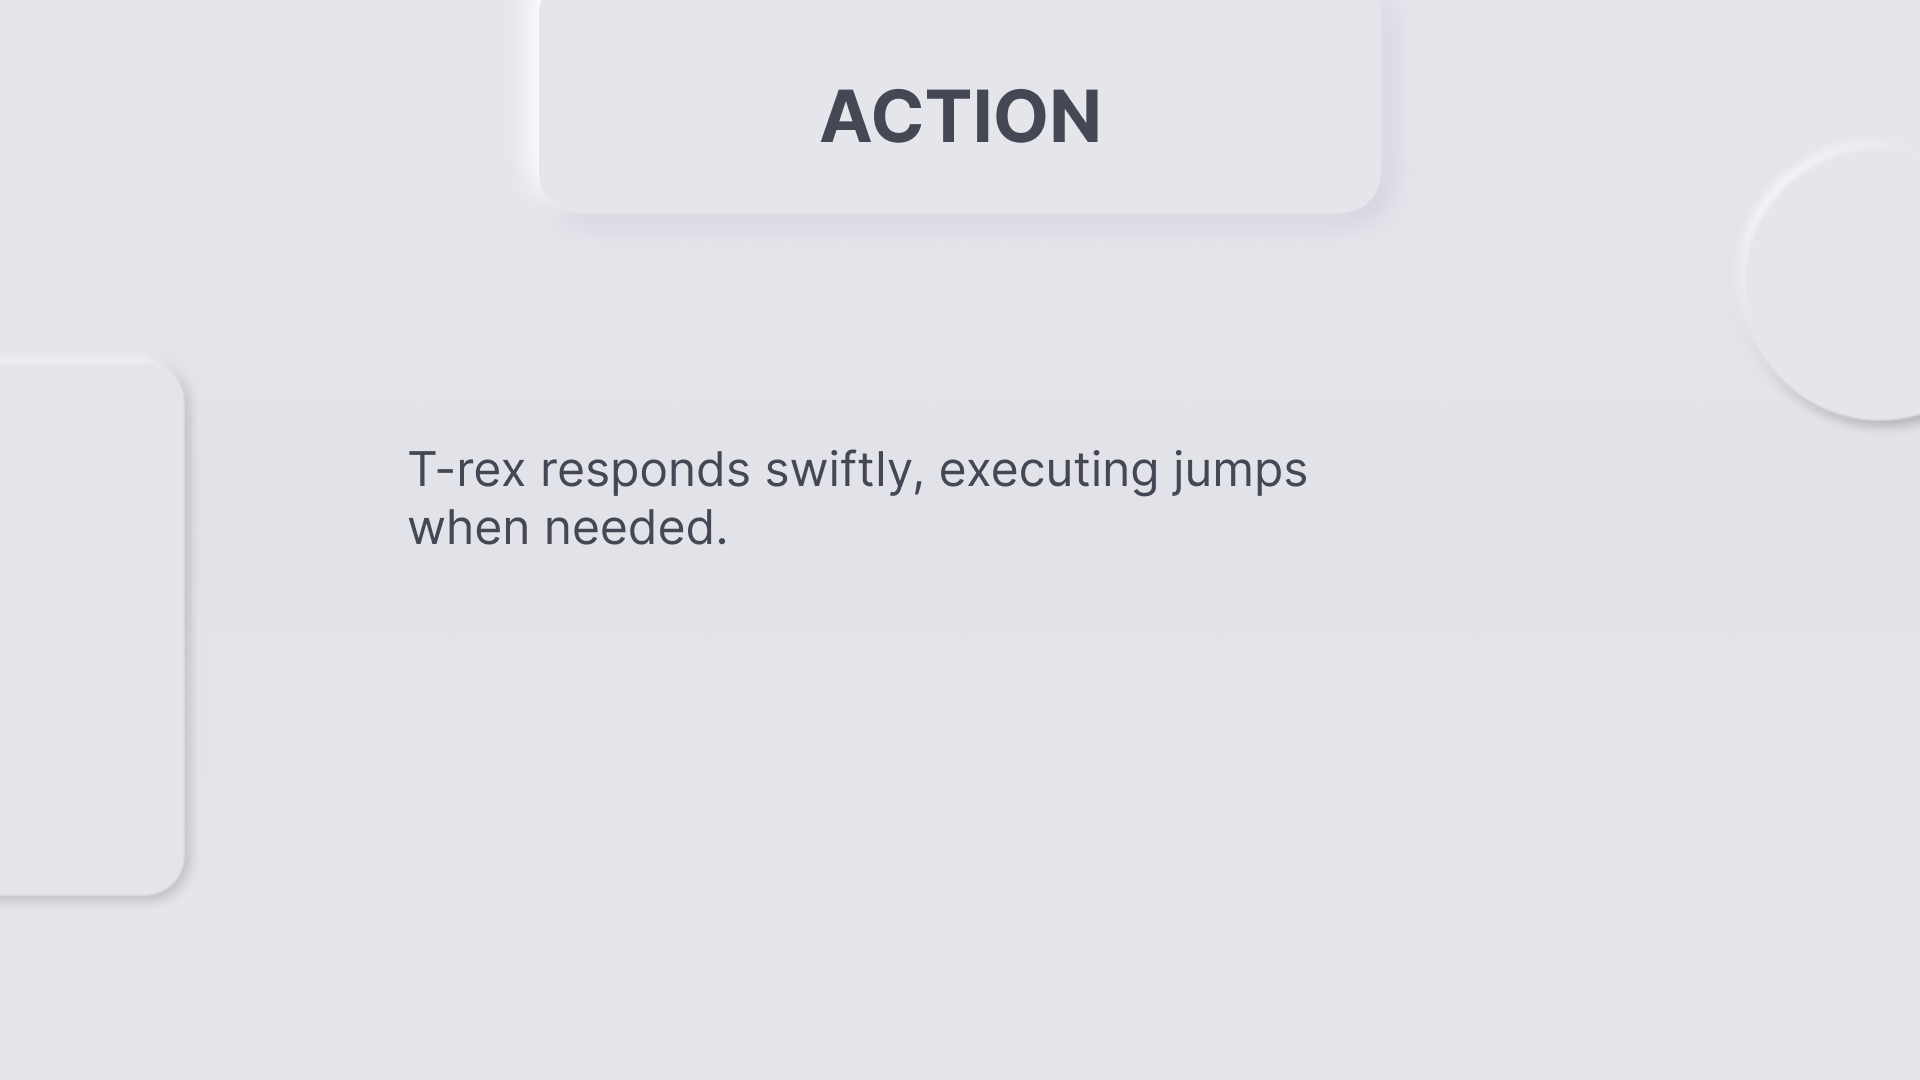 ACTION
T-rex responds swiftly, executing jumps
when needed.